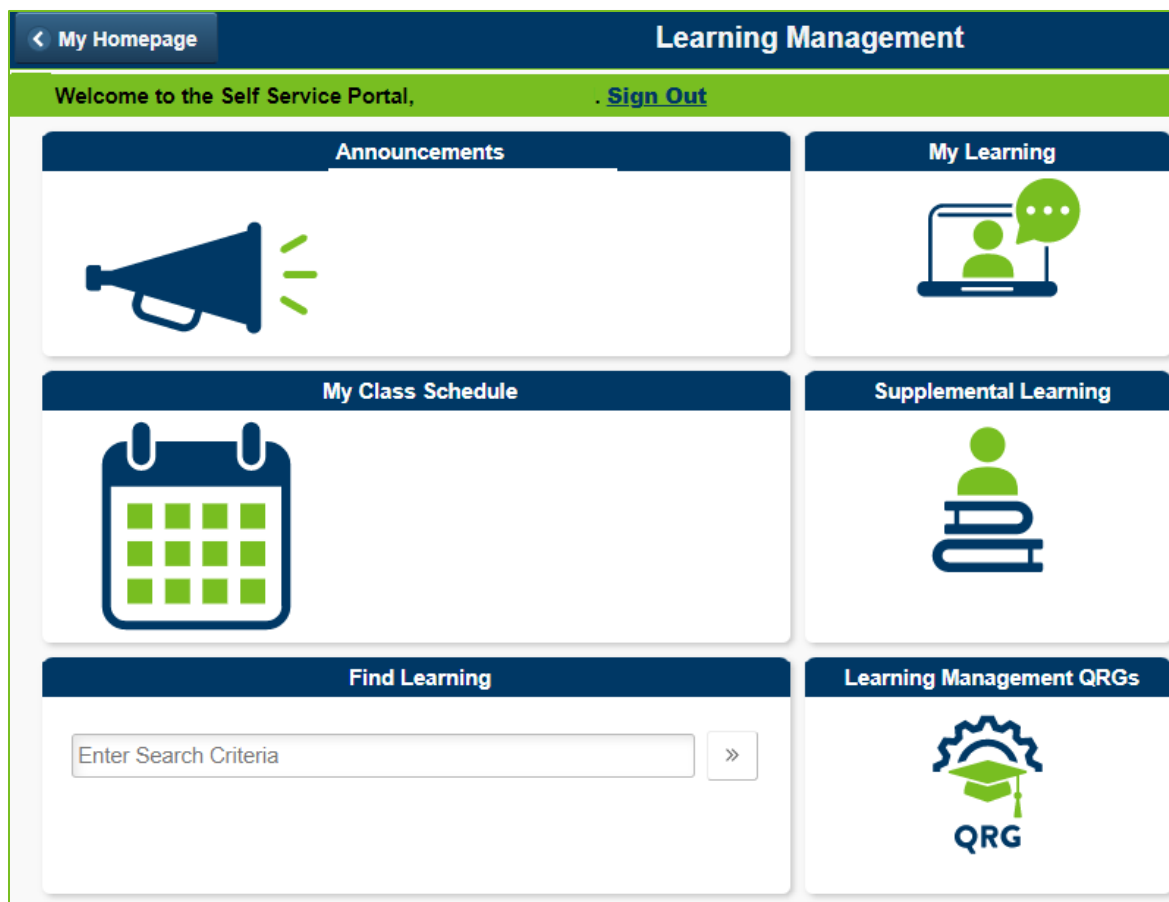 My Homepage
Learning Management
Welcome to the Self Service Portal, . Sign Out
Announcements
My Learning
My Class Schedule
Supplemental Learning
Find Learning
Learning Management QRGs
Enter Search Criteria
QRG